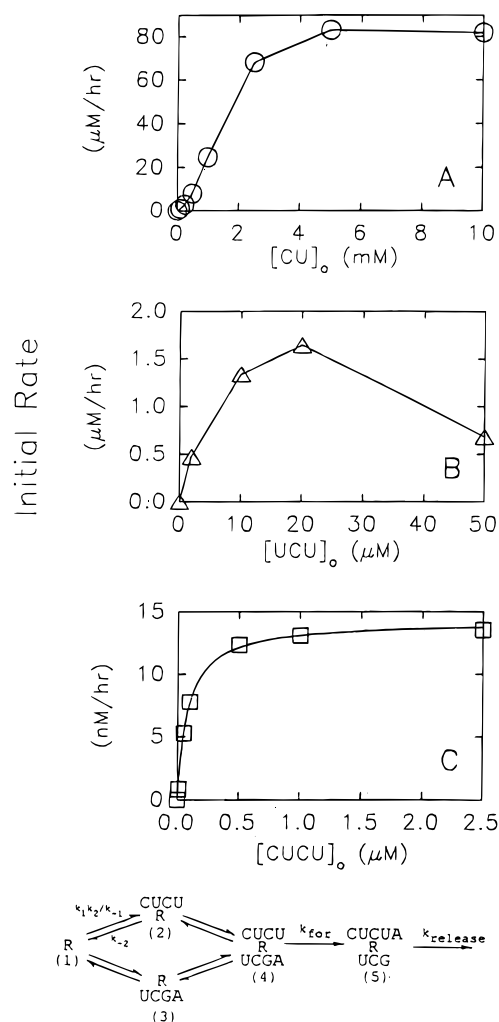 Initial Rate
(μM/hr)
80
60
40
20
0
A
0 2 4 6 8 10
[CU]o (mM)
(μM/hr)
2.0
1.5
1.0
0.5
0.0
B
0 10 20 30 40 50
[UCU]o (μM)
(nM/hr)
15
10
5
0
C
0.0 0.5 1.0 1.5 2.0 2.5
[CUCU]o (μM)
k1k2/k-1
k-2
R
(1)
CUCU
R
(2)
R
UCGA
(3)
CUCU
R
UCGA
(4)
kfor
CUCUA
R
UCG
(5)
krelease